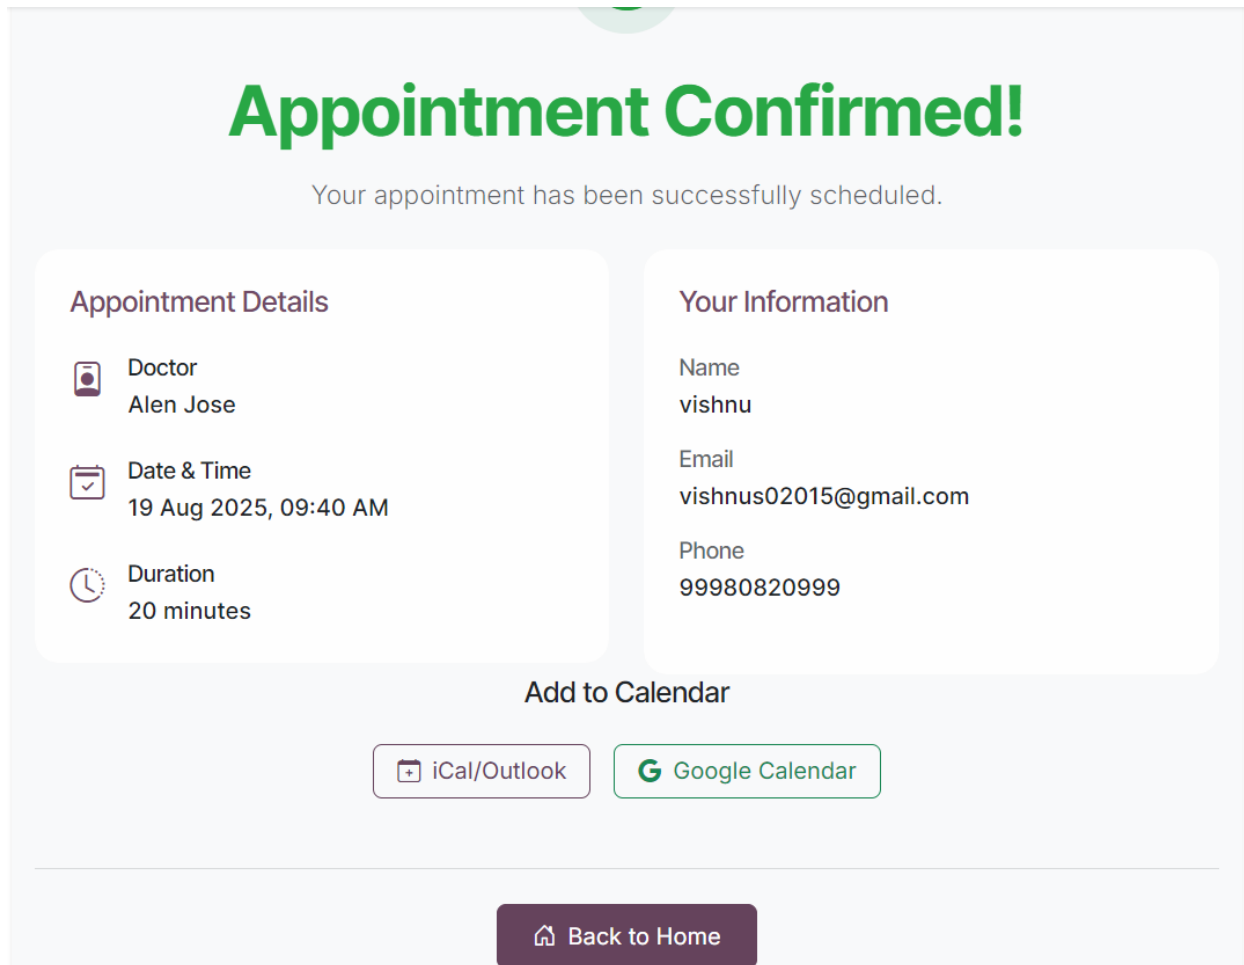 Appointment Confirmed!
Your appointment has been successfully scheduled.
Appointment Details
Doctor
Alen Jose
Date & Time
19 Aug 2025, 09:40 AM
Duration
20 minutes
Your Information
Name
vishnu
Email
vishnus02015@gmail.com
Phone
99980820999
Add to Calendar
iCal/Outlook
Google Calendar
Back to Home